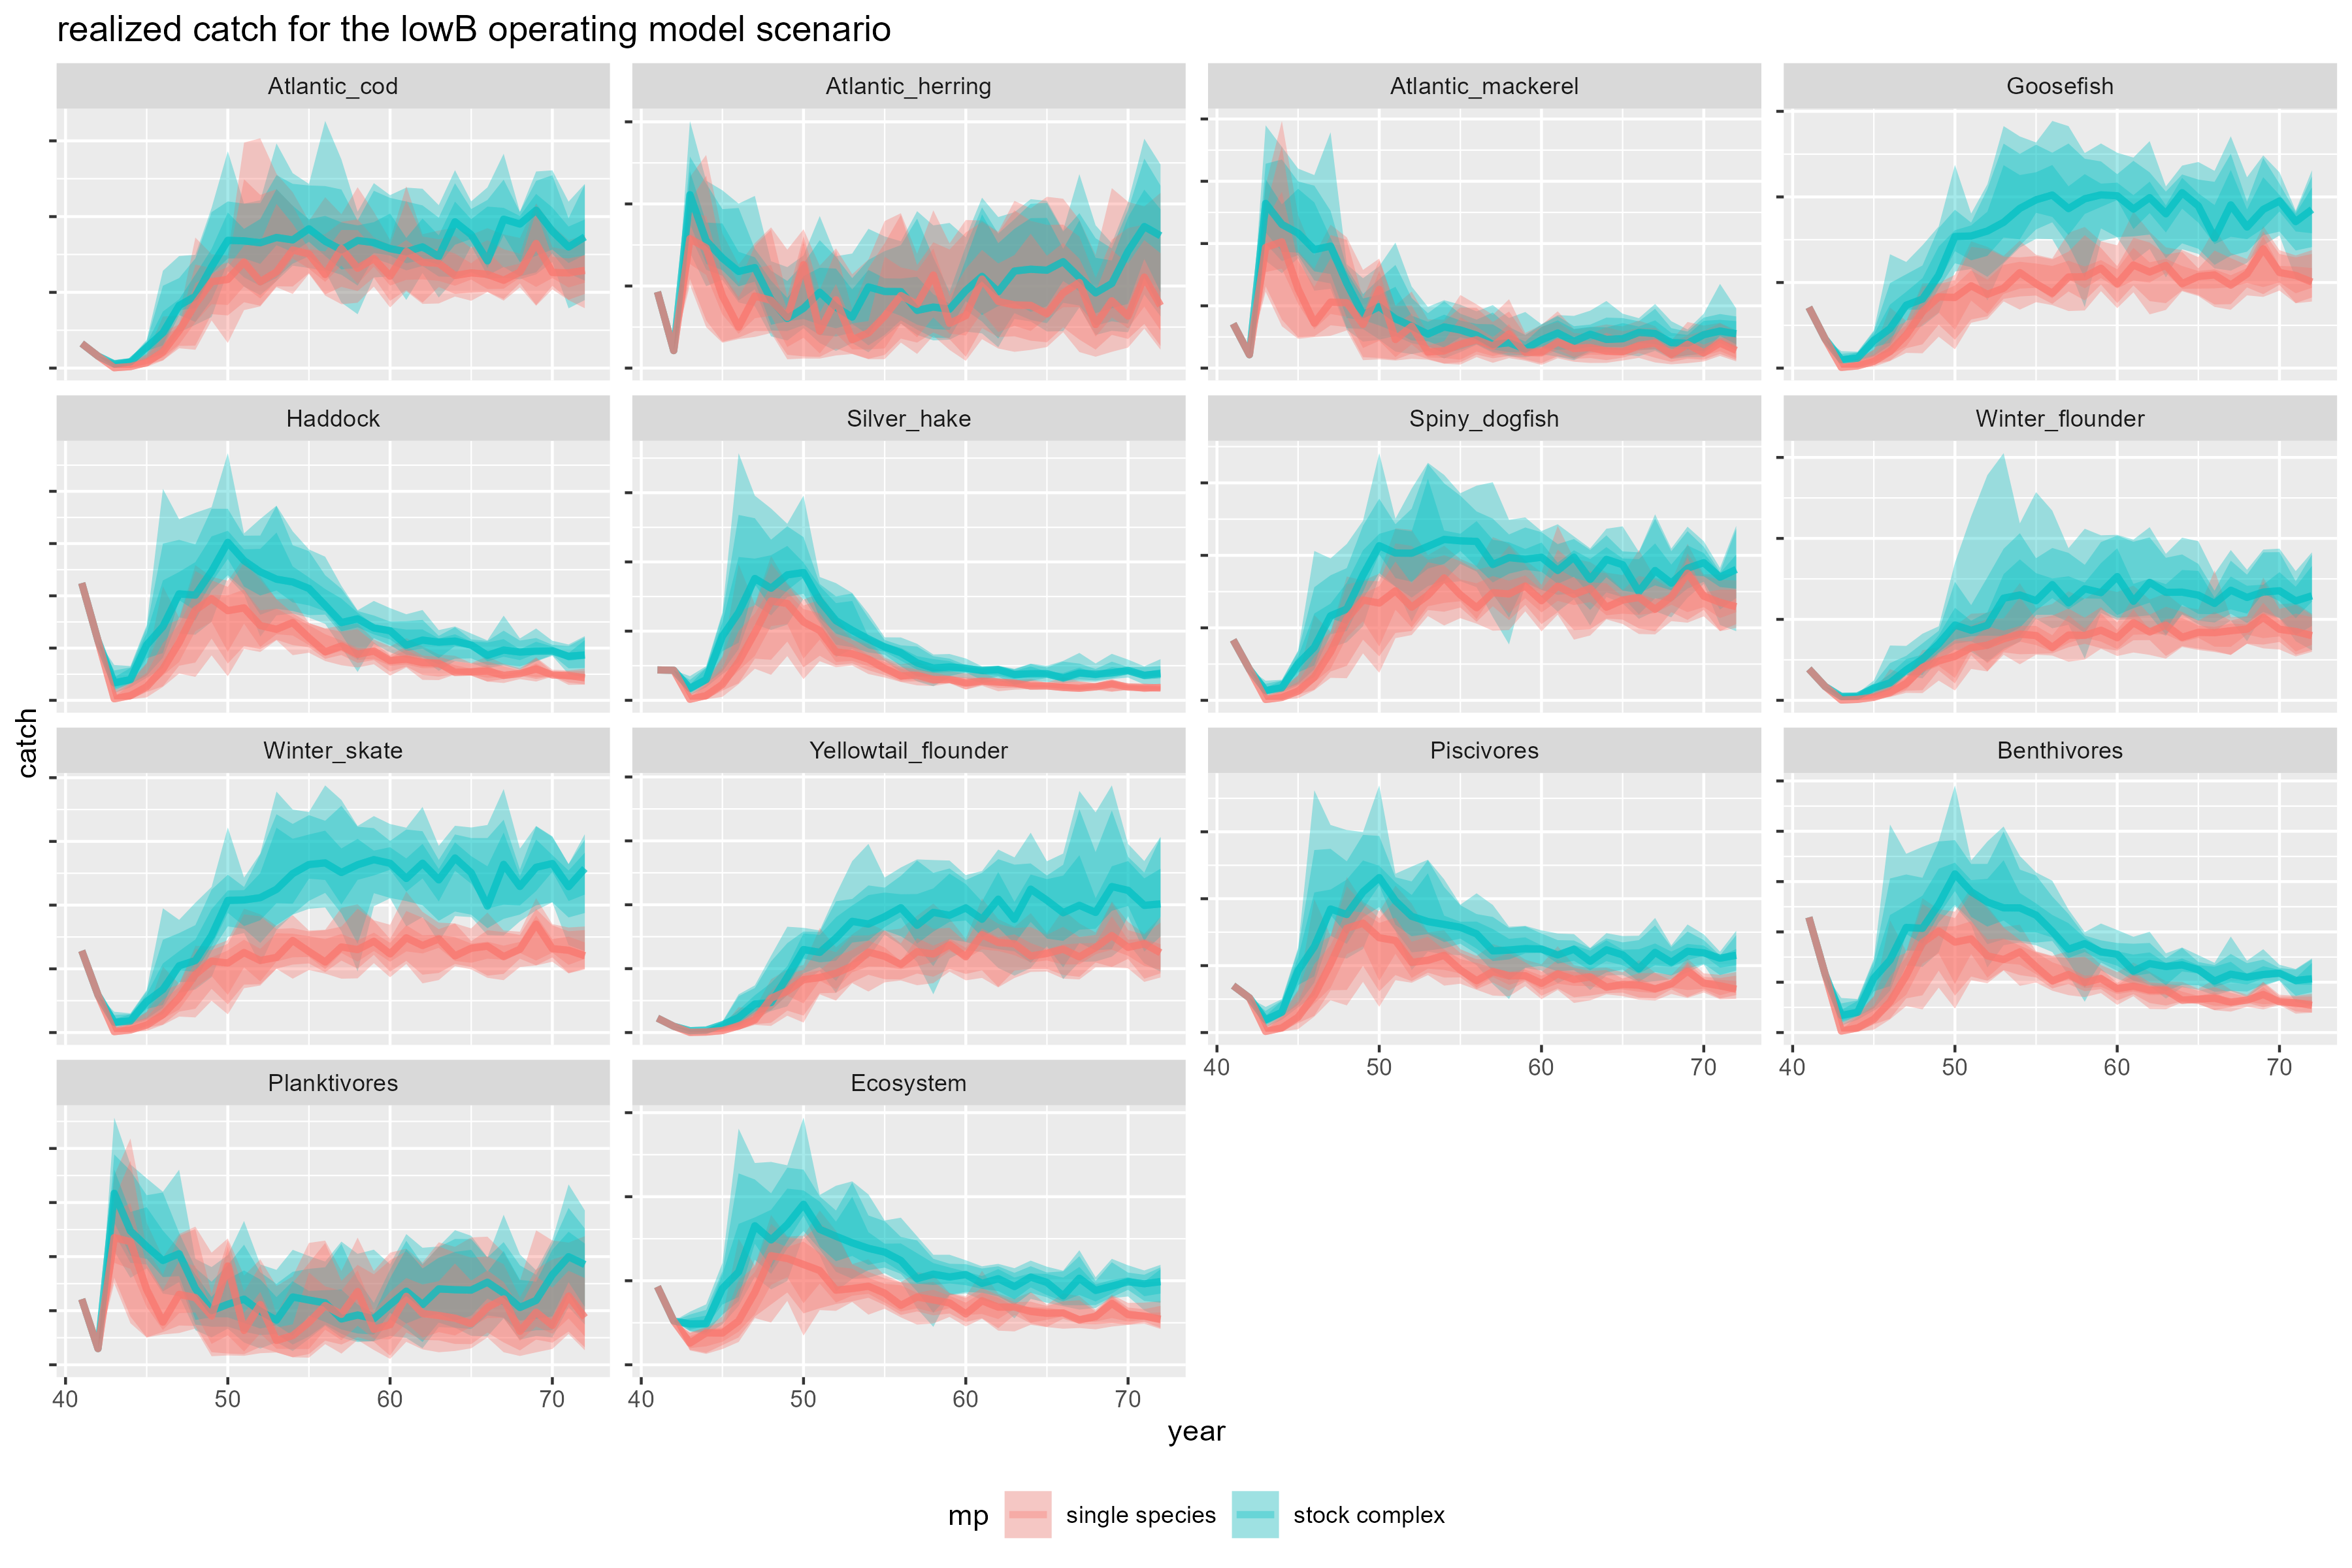 realized catch for the lowB operating model scenario
Atlantic_cod
Atlantic_herring
Atlantic_mackerel
Goosefish
Haddock
Silver_hake
Spiny_dogfish
Winter_flounder
Winter_skate
Yellowtail_flounder
Piscivores
Benthivores
40 50 60 70
40 50 60 70
Planktivores
Ecosystem
40 50 60 70
40 50 60 70
catch
year
mp
single species
stock complex